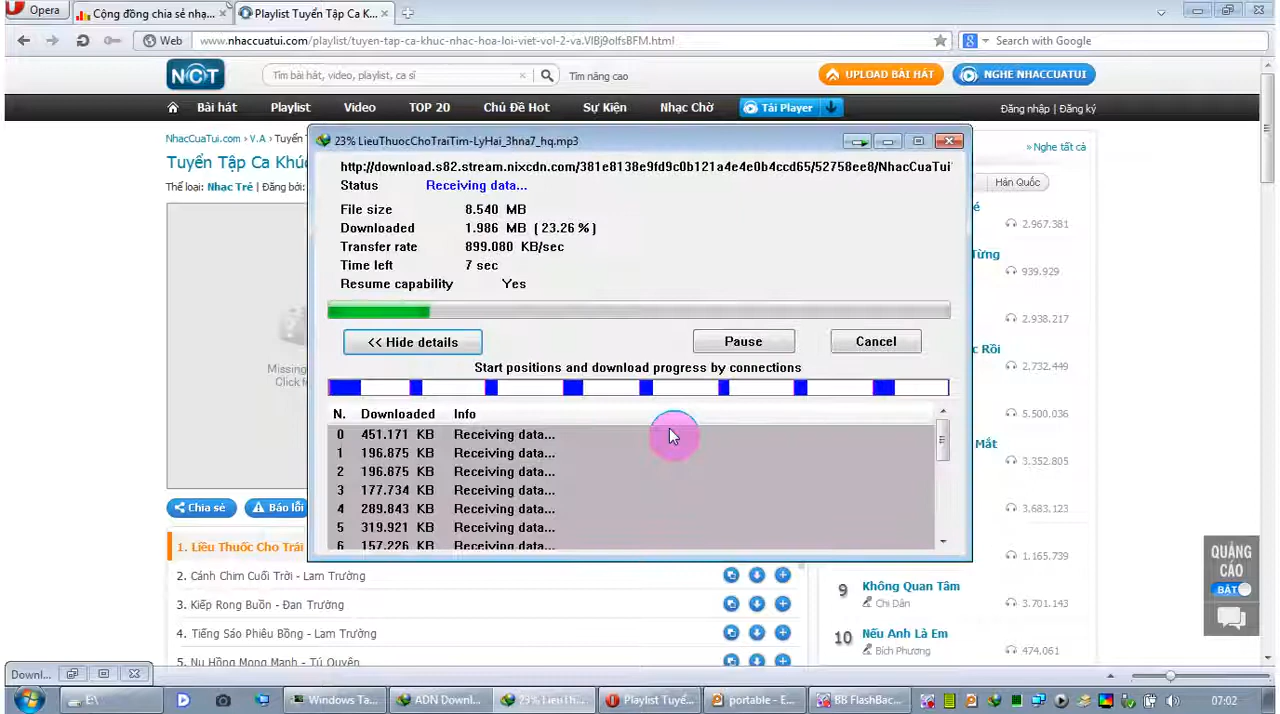 Opera
Cộng đồng chia sẻ nhạ...
Playlist Tuyển Tập Ca K...
Web
www.nhaccuatui.com/playlist/tuyen-tap-ca-khuc-nhac-hoa-loi-viet-vol-2-va.VlBj9olfsBFM.html
Search with Google
NCT
Tìm bài hát, video, playlist, ca sĩ
Tìm nâng cao
UPLOAD BÀI HÁT
NGHE NHACCUATUI
Bài hát
Playlist
Video
TOP 20
Chủ Đề Hot
Sự Kiện
Nhạc Chờ
Tải Player
Đăng nhập | Đăng ký
NhacCuaTui.com › V.A › Tuyển
Tuyển Tập Ca Khúc
Thể loại: Nhạc Trẻ | Đăng bởi:
» Nghe tất cả
Hàn Quốc
23% LieuThuocChoTraiTim-LyHai_3hna7_hq.mp3
http://download.s82.stream.nixcdn.com/381e8138e9fd9c0b121a4e4e0b4ccd65/52758ee8/NhacCuaTui
Status Receiving data...
File size 8.540 MB
Downloaded 1.986 MB ( 23.26 % )
Transfer rate 899.080 KB/sec
Time left 7 sec
Resume capability Yes
<< Hide details
Pause
Cancel
Start positions and download progress by connections
N. Downloaded Info
0 451.171 KB Receiving data...
1 196.875 KB Receiving data...
2 196.875 KB Receiving data...
3 177.734 KB Receiving data...
4 289.843 KB Receiving data...
5 319.921 KB Receiving data...
6 157.226 KB Receiving data...
Missing
Click to
2.967.381
Từng
939.929
2.938.217
Rồi
2.732.449
5.500.036
Mắt
3.352.805
3.683.123
1.165.739
9 Không Quan Tâm
Chi Dân
3.701.143
10 Nếu Anh Là Em
Bích Phương
474.061
Chia sẻ
Báo lỗi
1. Liều Thuốc Cho Trái
2. Cánh Chim Cuối Trời - Lam Trường
3. Kiếp Rong Buồn - Đan Trường
4. Tiếng Sáo Phiêu Bồng - Lam Trường
5. Nụ Hồng Mong Manh - Tú Quyên
QUẢNG
CÁO
BẬT
Downl...
E:\
Windows Ta...
ADN Downl...
23% LieuTh...
Playlist Tuyể...
portable - E...
BB FlashBac...
07:02